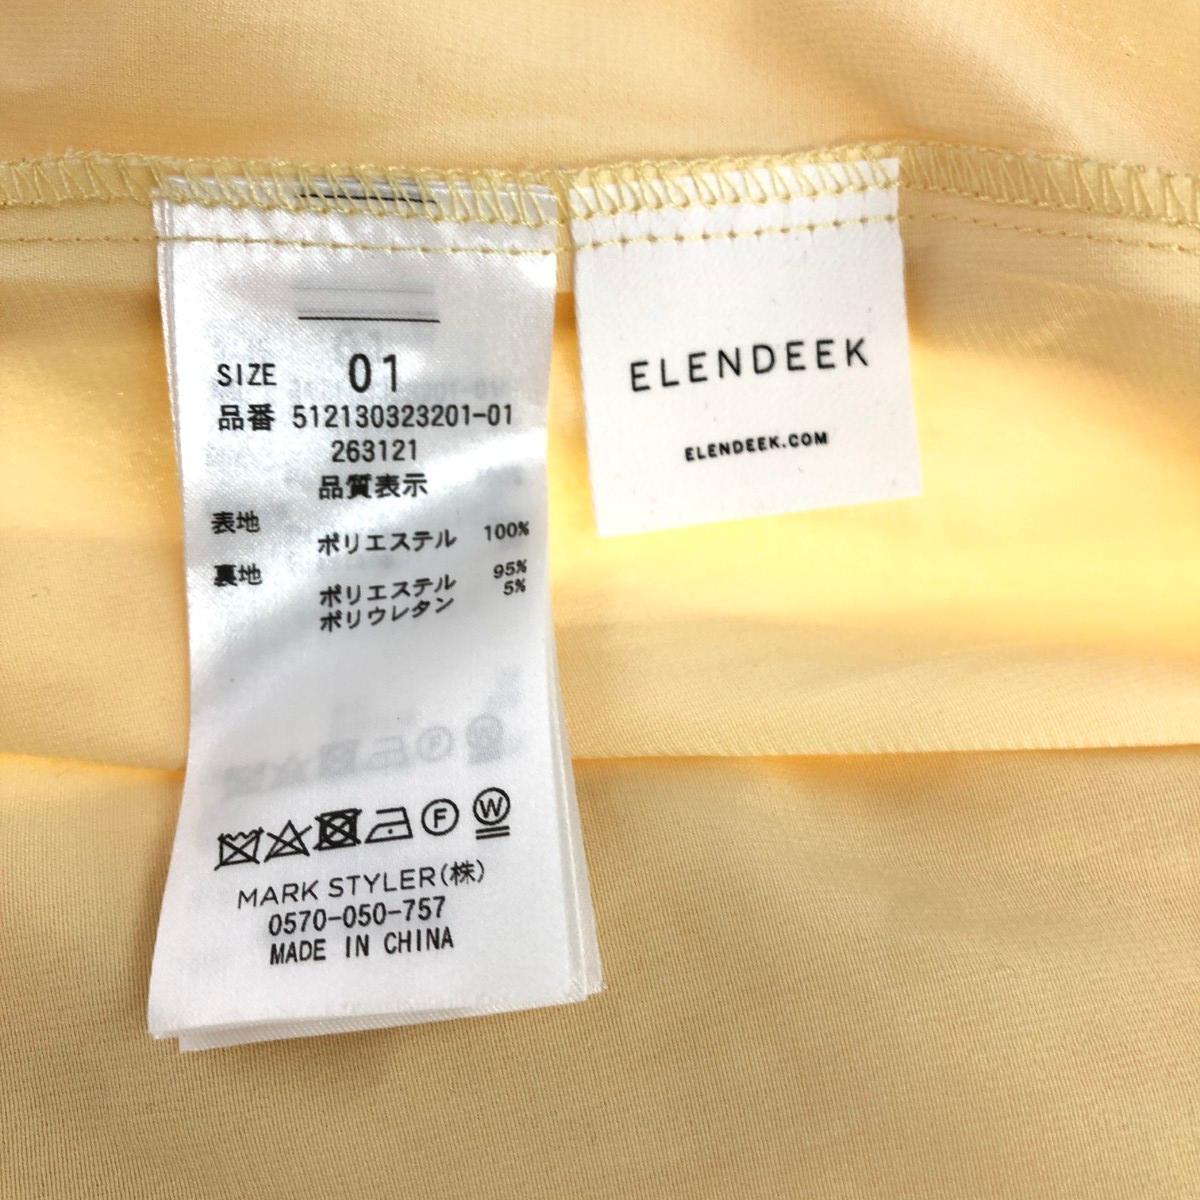 SIZE 01
品番 512130323201-01
263121
品質表示
表地
ポリエステル 100%
裏地
ポリエステル 95%
ポリウレタン 5%
F W
MARK STYLER(株)
0570-050-757
MADE IN CHINA
ELENDEEK
ELENDEEK.COM